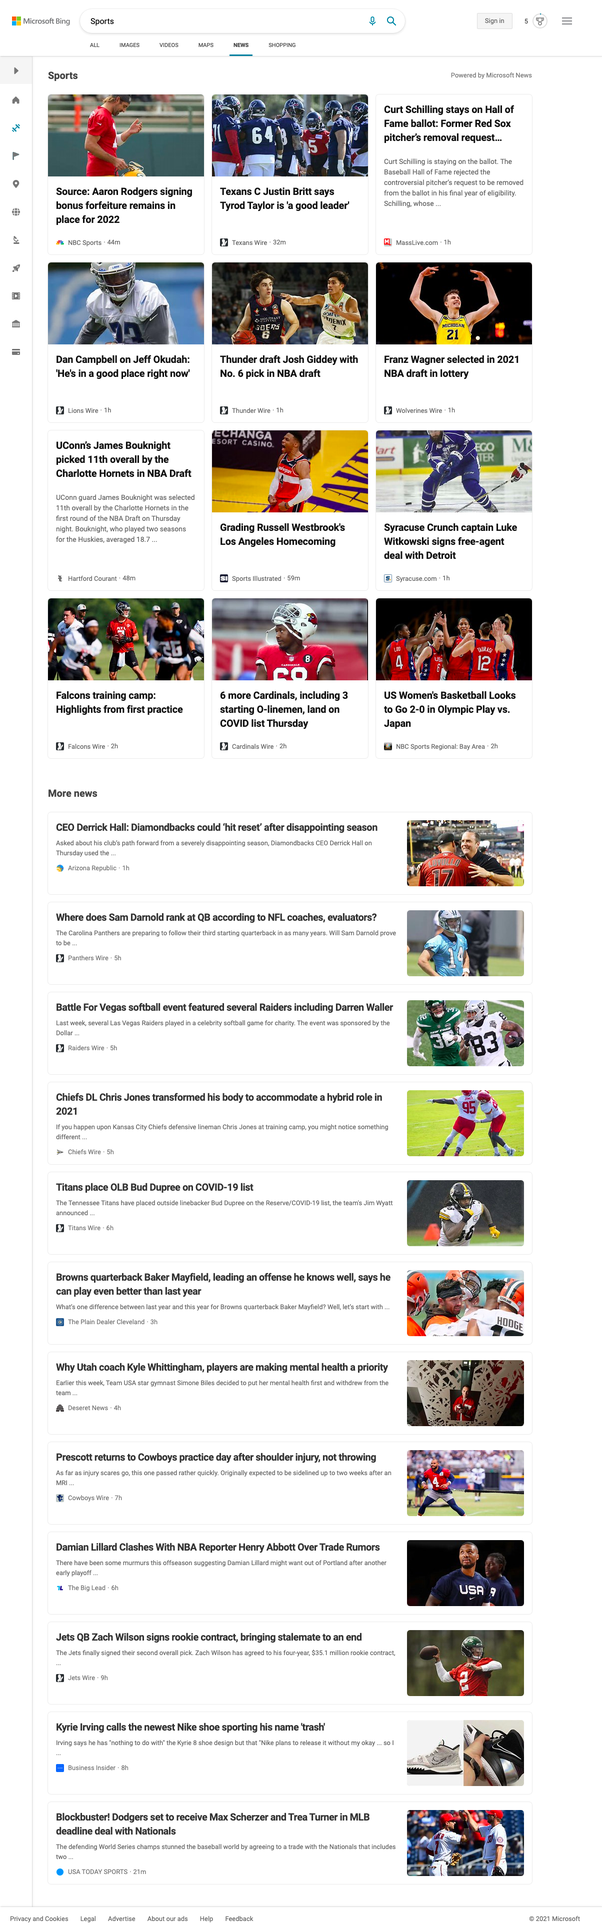 Microsoft Bing
Sports
Sign in
5
ALL IMAGES VIDEOS MAPS NEWS SHOPPING
Sports
Powered by Microsoft News
Source: Aaron Rodgers signing
bonus forfeiture remains in
place for 2022
NBC Sports · 44m
Texans C Justin Britt says
Tyrod Taylor is 'a good leader'
Texans Wire · 32m
Curt Schilling stays on Hall of
Fame ballot: Former Red Sox
pitcher's removal request…
Curt Schilling is staying on the ballot. The
Baseball Hall of Fame rejected the
controversial pitcher's request to be removed
from the ballot in his final year of eligibility.
Schilling, whose ...
MassLive.com · 1h
Dan Campbell on Jeff Okudah:
'He's in a good place right now'
Lions Wire · 1h
Thunder draft Josh Giddey with
No. 6 pick in NBA draft
Thunder Wire · 1h
Franz Wagner selected in 2021
NBA draft in lottery
Wolverines Wire · 1h
UConn's James Bouknight
picked 11th overall by the
Charlotte Hornets in NBA Draft
UConn guard James Bouknight was selected
11th overall by the Charlotte Hornets in the
first round of the NBA Draft on Thursday
night. Bouknight, who played two seasons
for the Huskies, averaged 18.7 ...
Hartford Courant · 48m
Grading Russell Westbrook's
Los Angeles Homecoming
Sports Illustrated · 59m
Syracuse Crunch captain Luke
Witkowski signs free-agent
deal with Detroit
Syracuse.com · 1h
Falcons training camp:
Highlights from first practice
Falcons Wire · 2h
6 more Cardinals, including 3
starting O-linemen, land on
COVID list Thursday
Cardinals Wire · 2h
US Women's Basketball Looks
to Go 2-0 in Olympic Play vs.
Japan
NBC Sports Regional: Bay Area · 2h
More news
CEO Derrick Hall: Diamondbacks could 'hit reset' after disappointing season
Asked about his club's path forward from a severely disappointing season, Diamondbacks CEO Derrick Hall on
Thursday used the ...
Arizona Republic · 1h
Where does Sam Darnold rank at QB according to NFL coaches, evaluators?
The Carolina Panthers are preparing to follow their third starting quarterback in as many years. Will Sam Darnold prove
to be ...
Panthers Wire · 5h
Battle For Vegas softball event featured several Raiders including Darren Waller
Last week, several Las Vegas Raiders played in a celebrity softball game for charity. The event was sponsored by the
Dollar ...
Raiders Wire · 5h
Chiefs DL Chris Jones transformed his body to accommodate a hybrid role in
2021
If you happen upon Kansas City Chiefs defensive lineman Chris Jones at training camp, you might notice something
different ...
Chiefs Wire · 5h
Titans place OLB Bud Dupree on COVID-19 list
The Tennessee Titans have placed outside linebacker Bud Dupree on the Reserve/COVID-19 list, the team's Jim Wyatt
announced ...
Titans Wire · 6h
Browns quarterback Baker Mayfield, leading an offense he knows well, says he
can play even better than last year
What's one difference between last year and this year for Browns quarterback Baker Mayfield? Well, let's start with ...
The Plain Dealer Cleveland · 3h
Why Utah coach Kyle Whittingham, players are making mental health a priority
Earlier this week, Team USA star gymnast Simone Biles decided to put her mental health first and withdrew from the
team ...
Deseret News · 4h
Prescott returns to Cowboys practice day after shoulder injury, not throwing
As far as injury scares go, this one passed rather quickly. Originally expected to be sidelined up to two weeks after an
MRI ...
Cowboys Wire · 7h
Damian Lillard Clashes With NBA Reporter Henry Abbott Over Trade Rumors
There have been some murmurs this offseason suggesting Damian Lillard might want out of Portland after another
early playoff ...
The Big Lead · 6h
Jets QB Zach Wilson signs rookie contract, bringing stalemate to an end
The Jets finally signed their second overall pick. Zach Wilson has agreed to his four-year, $35.1 million rookie contract,
...
Jets Wire · 9h
Kyrie Irving calls the newest Nike shoe sporting his name 'trash'
Irving says he has "nothing to do with" the Kyrie 8 shoe design but that "Nike plans to release it without my okay ... so I
...
Business Insider · 8h
Blockbuster! Dodgers set to receive Max Scherzer and Trea Turner in MLB
deadline deal with Nationals
The defending World Series champs stunned the baseball world by agreeing to a trade with the Nationals that includes
two ...
USA TODAY SPORTS · 21m
Privacy and Cookies Legal Advertise About our ads Help Feedback
© 2021 Microsoft